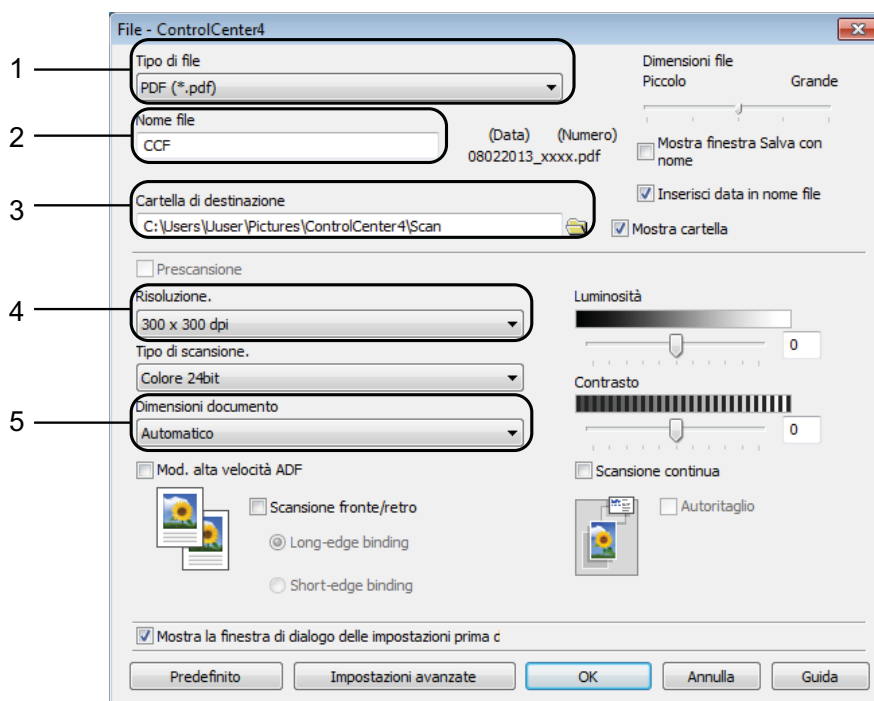 File - ControlCenter4
1
Tipo di file
PDF (*.pdf)
Dimensioni file
Piccolo Grande
2
Nome file
CCF
(Data) (Numero)
08022013_xxxx.pdf
Mostra finestra Salva con
nome
Inserisci data in nome file
3
Cartella di destinazione
C:\Users\Uuser\Pictures\ControlCenter4\Scan
Mostra cartella
Prescansione
4
Risoluzione.
300 x 300 dpi
Luminosità
0
Tipo di scansione.
Colore 24bit
Contrasto
0
5
Dimensioni documento
Automatico
Mod. alta velocità ADF
Scansione continua
Scansione fronte/retro
Autoritaglio
Long-edge binding
Short-edge binding
Mostra la finestra di dialogo delle impostazioni prima d
Predefinito Impostazioni avanzate OK Annulla Guida